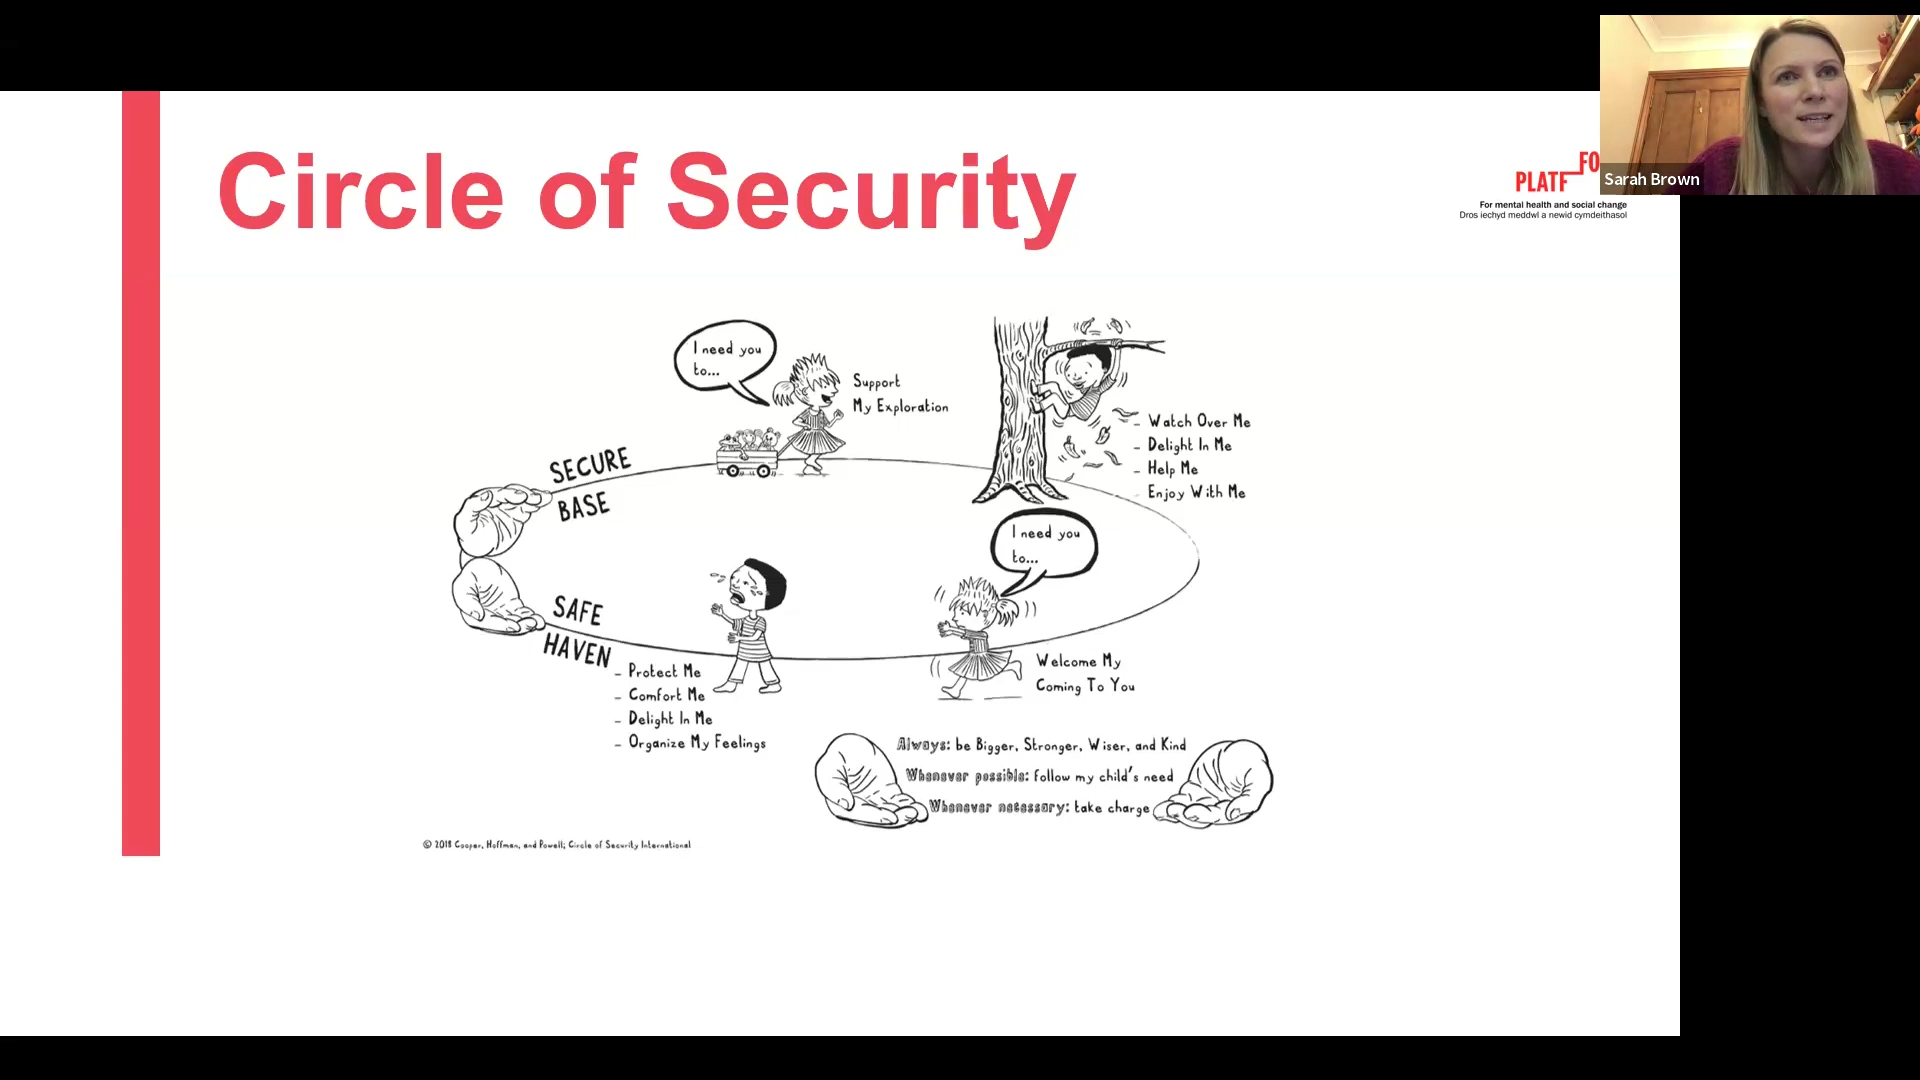 Circle of Security
PLATFO
For mental health and social change
Dros iechyd meddwl a newid cymdeithasol
Sarah Brown
I need you
to...
Support
My Exploration
- Watch Over Me
- Delight In Me
- Help Me
- Enjoy With Me
SECURE
BASE
I need you
to...
SAFE
HAVEN
- Protect Me
- Comfort Me
- Delight In Me
- Organize My Feelings
Welcome My
Coming To You
Always: be Bigger, Stronger, Wiser, and Kind
Whenever possible: follow my child's need
Whenever necessary: take charge
© 2018 Cooper, Hoffman, and Powell; Circle of Security International